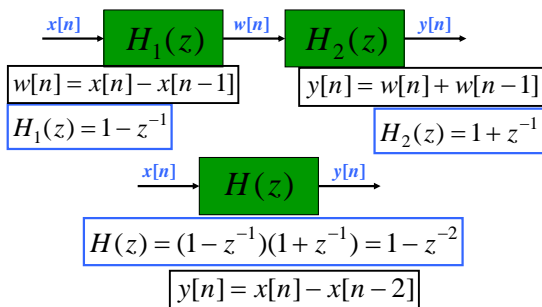 x[n] H₁(z) w[n] H₂(z) y[n]
w[n] = x[n] − x[n−1]
y[n] = w[n] + w[n−1]
H₁(z) = 1 − z⁻¹
H₂(z) = 1 + z⁻¹
x[n] H(z) y[n]
H(z) = (1 − z⁻¹)(1 + z⁻¹) = 1 − z⁻²
y[n] = x[n] − x[n−2]